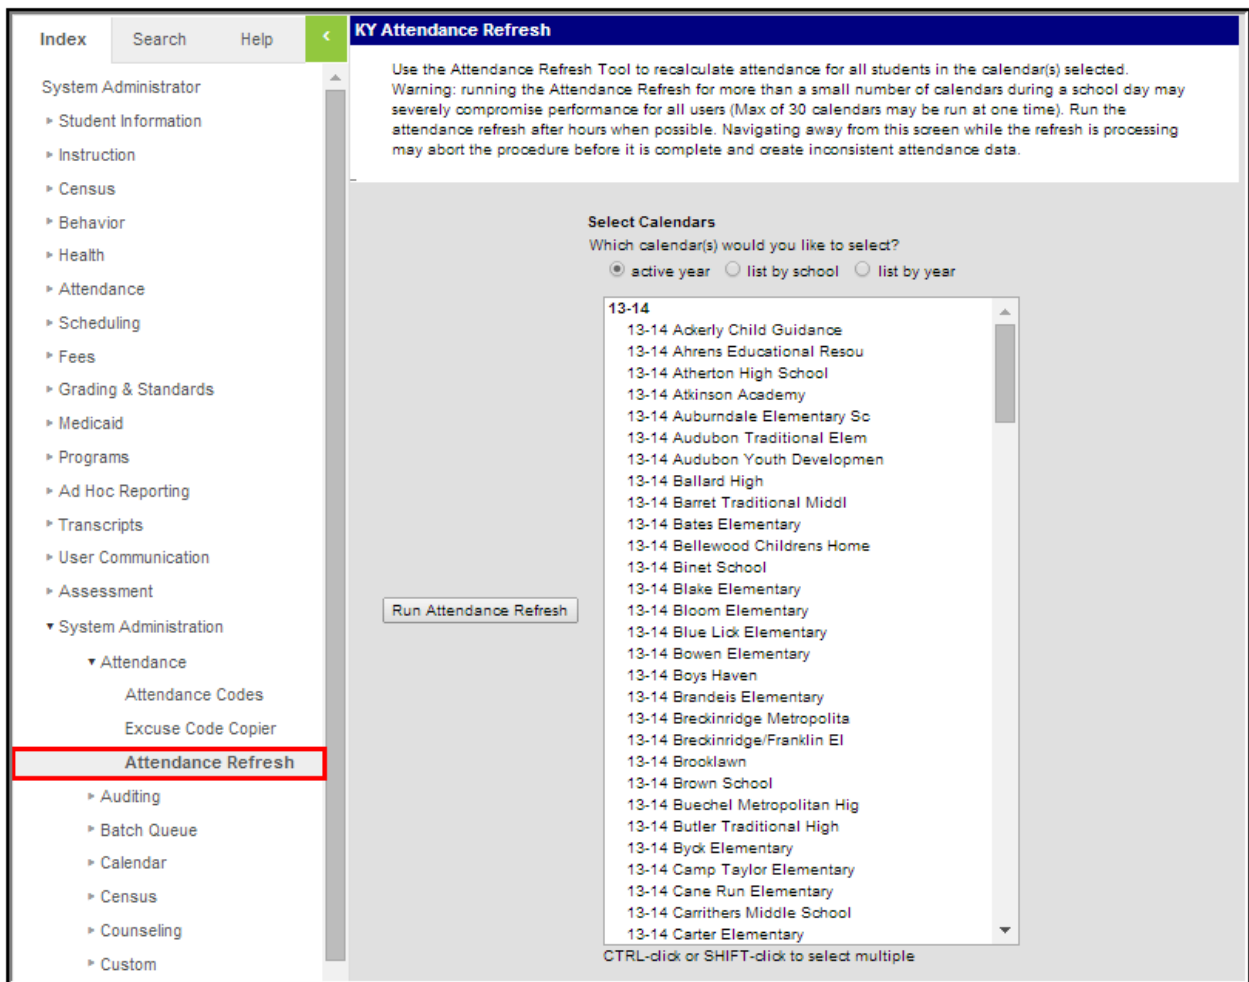 Index
Search
Help
System Administrator
Student Information
Instruction
Census
Behavior
Health
Attendance
Scheduling
Fees
Grading & Standards
Medicaid
Programs
Ad Hoc Reporting
Transcripts
User Communication
Assessment
System Administration
Attendance
Attendance Codes
Excuse Code Copier
Attendance Refresh
Auditing
Batch Queue
Calendar
Census
Counseling
Custom
KY Attendance Refresh
Use the Attendance Refresh Tool to recalculate attendance for all students in the calendar(s) selected.
Warning: running the Attendance Refresh for more than a small number of calendars during a school day may
severely compromise performance for all users (Max of 30 calendars may be run at one time). Run the
attendance refresh after hours when possible. Navigating away from this screen while the refresh is processing
may abort the procedure before it is complete and create inconsistent attendance data.
Select Calendars
Which calendar(s) would you like to select?
active year list by school list by year
Run Attendance Refresh
13-14
13-14 Ackerly Child Guidance
13-14 Ahrens Educational Resou
13-14 Atherton High School
13-14 Atkinson Academy
13-14 Auburndale Elementary Sc
13-14 Audubon Traditional Elem
13-14 Audubon Youth Developmen
13-14 Ballard High
13-14 Barret Traditional Middl
13-14 Bates Elementary
13-14 Bellewood Childrens Home
13-14 Binet School
13-14 Blake Elementary
13-14 Bloom Elementary
13-14 Blue Lick Elementary
13-14 Bowen Elementary
13-14 Boys Haven
13-14 Brandeis Elementary
13-14 Breckinridge Metropolita
13-14 Breckinridge/Franklin El
13-14 Brooklawn
13-14 Brown School
13-14 Buechel Metropolitan Hig
13-14 Butler Traditional High
13-14 Byck Elementary
13-14 Camp Taylor Elementary
13-14 Cane Run Elementary
13-14 Carrithers Middle School
13-14 Carter Elementary
CTRL-click or SHIFT-click to select multiple